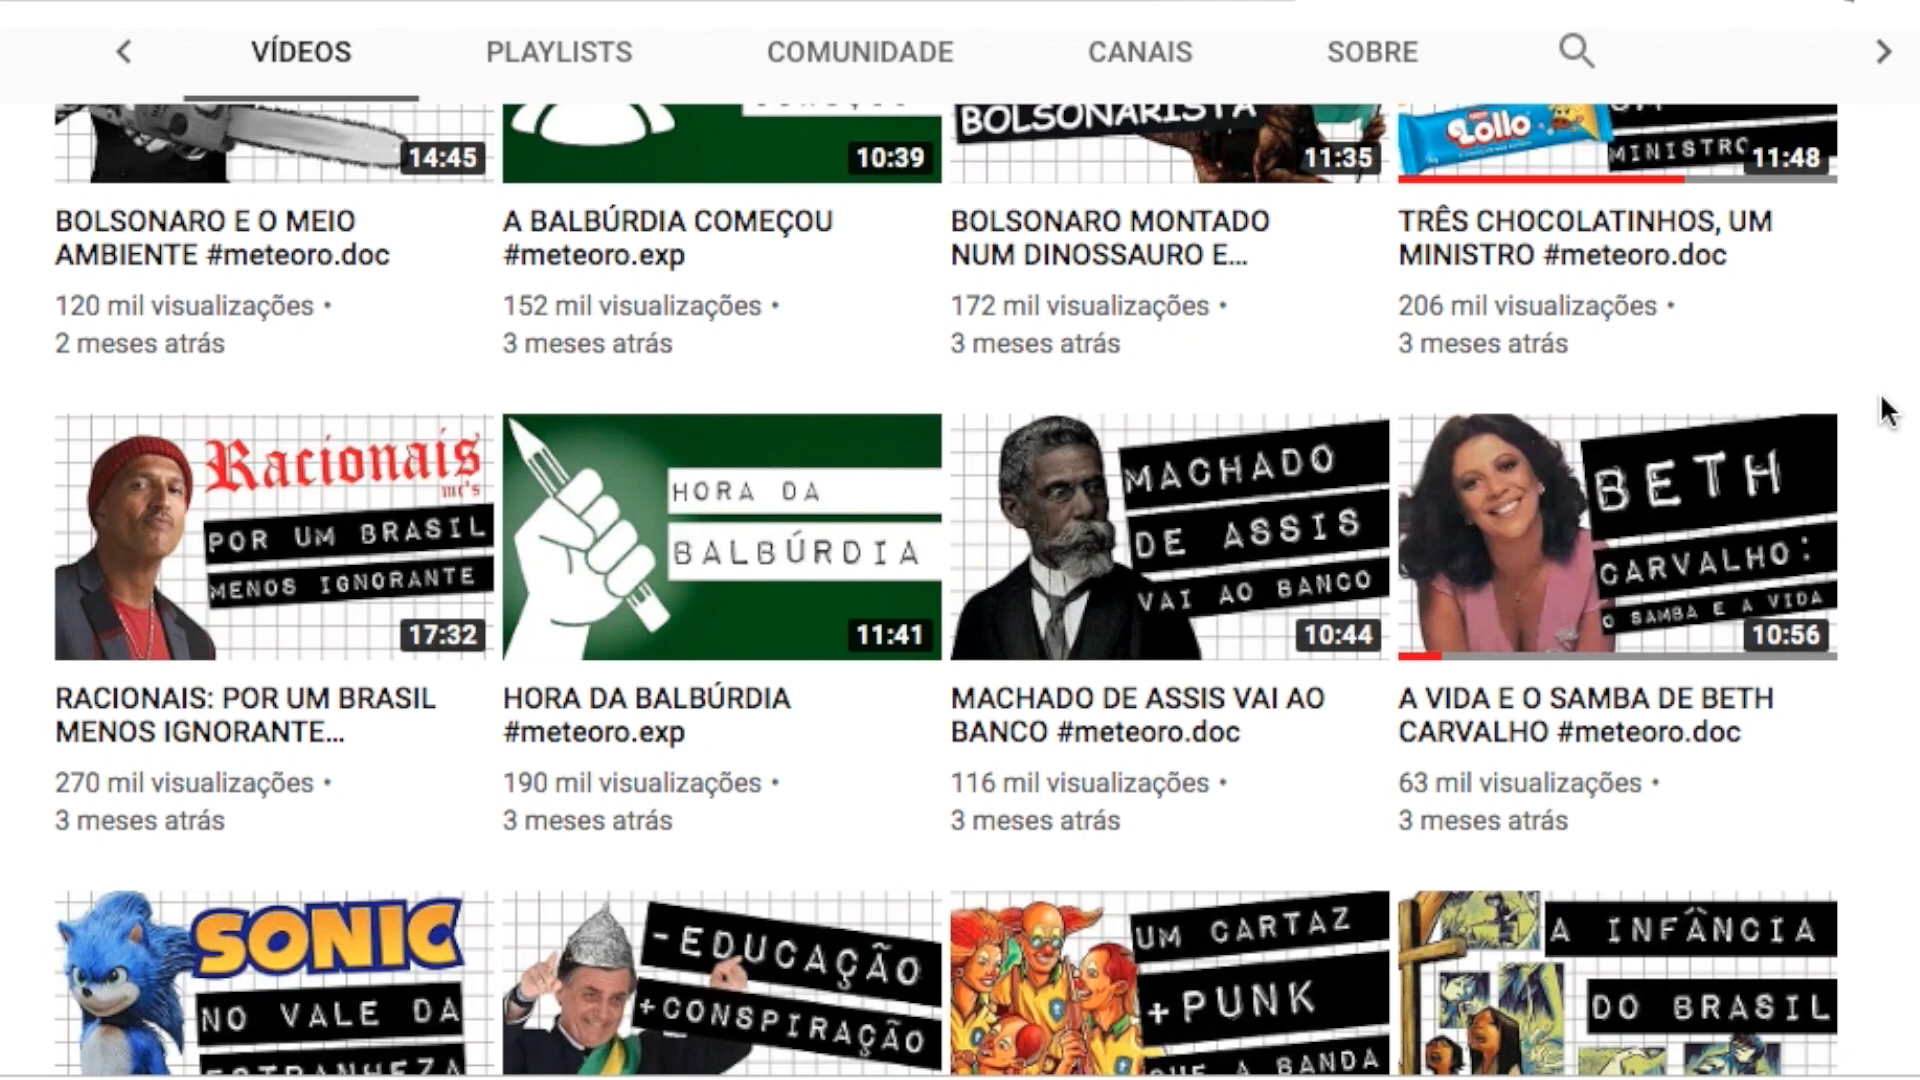 VÍDEOS PLAYLISTS COMUNIDADE CANAIS SOBRE
14:45
10:39
BOLSONARISTA
11:35
Lollo
MINISTRO
11:48
BOLSONARO E O MEIO
AMBIENTE #meteoro.doc
120 mil visualizações •
2 meses atrás
A BALBÚRDIA COMEÇOU
#meteoro.exp
152 mil visualizações •
3 meses atrás
BOLSONARO MONTADO
NUM DINOSSAURO E...
172 mil visualizações •
3 meses atrás
TRÊS CHOCOLATINHOS, UM
MINISTRO #meteoro.doc
206 mil visualizações •
3 meses atrás
Racionais
mc's
POR UM BRASIL
MENOS IGNORANTE
17:32
HORA DA
BALBÚRDIA
11:41
MACHADO
DE ASSIS
VAI AO BANCO
10:44
BETH
CARVALHO:
O SAMBA E A VIDA
10:56
RACIONAIS: POR UM BRASIL
MENOS IGNORANTE...
270 mil visualizações •
3 meses atrás
HORA DA BALBÚRDIA
#meteoro.exp
190 mil visualizações •
3 meses atrás
MACHADO DE ASSIS VAI AO
BANCO #meteoro.doc
116 mil visualizações •
3 meses atrás
A VIDA E O SAMBA DE BETH
CARVALHO #meteoro.doc
63 mil visualizações •
3 meses atrás
SONIC
NO VALE DA
ESTRANHEZA
-EDUCAÇÃO
+CONSPIRAÇÃO
UM CARTAZ
+PUNK
QUE A BANDA
A INFÂNCIA
DO BRASIL